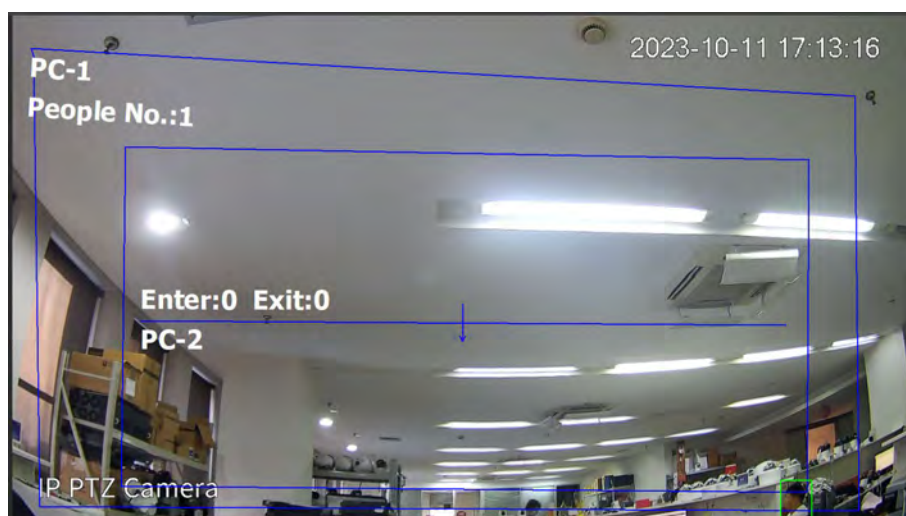 2023-10-11 17:13:16
PC-1
People No.:1
Enter:0 Exit:0
PC-2
IP PTZ Camera